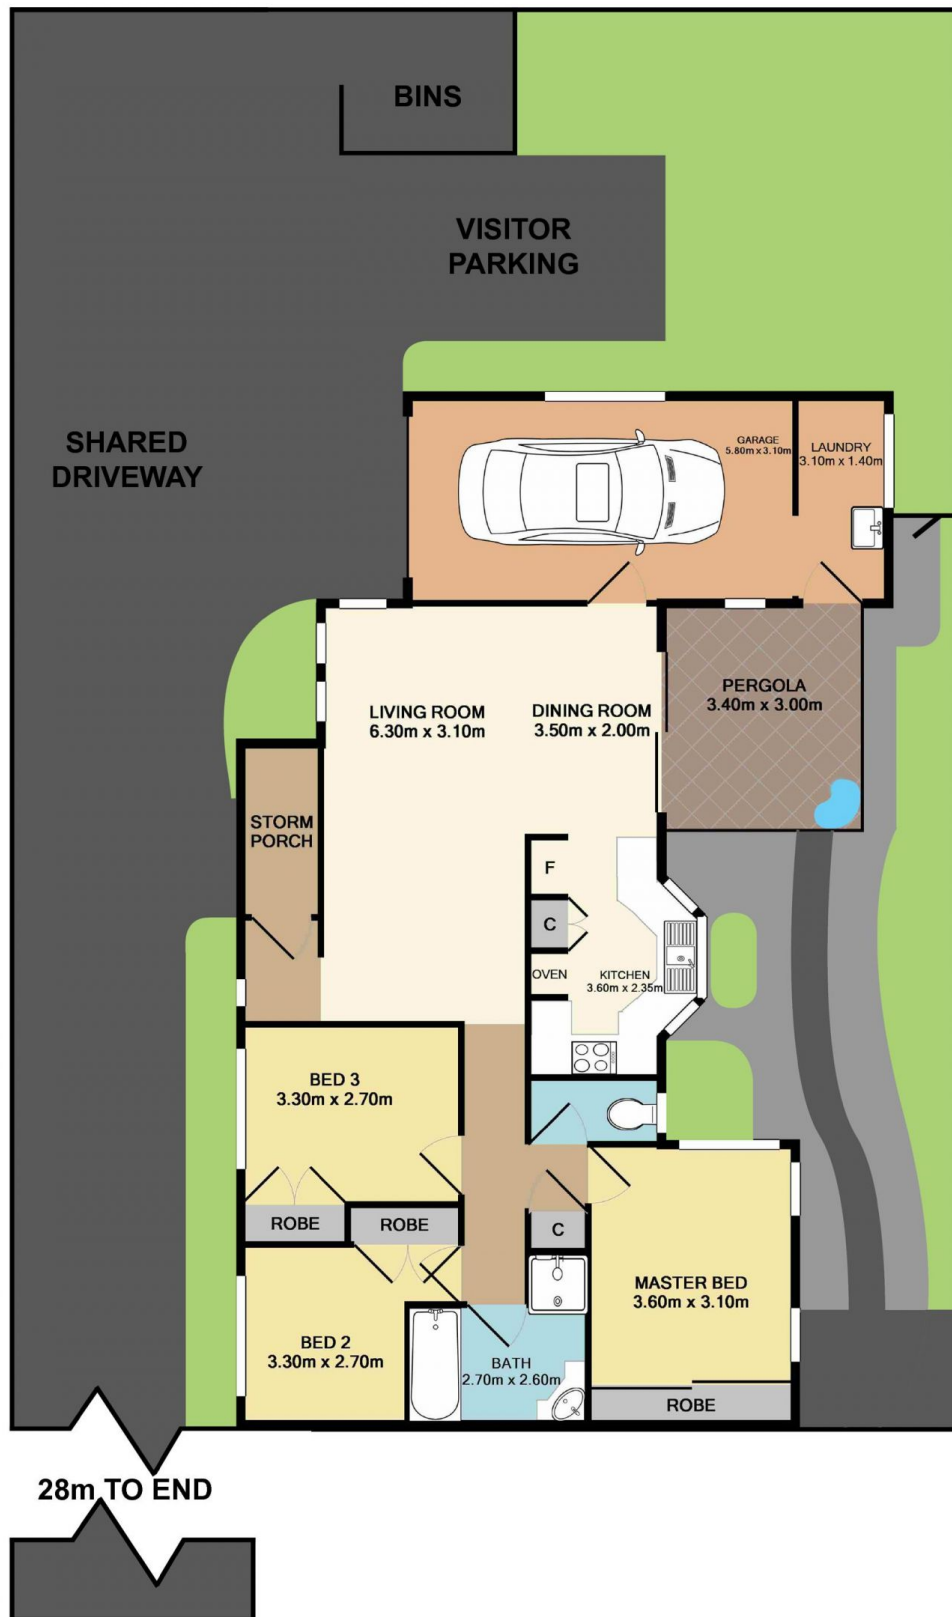 BINS
VISITOR
PARKING
SHARED
DRIVEWAY
GARAGE
5.80m x 3.10m
LAUNDRY
3.10m x 1.40m
LIVING ROOM
6.30m x 3.10m
DINING ROOM
3.50m x 2.00m
PERGOLA
3.40m x 3.00m
STORM
PORCH
F
C
OVEN
KITCHEN
3.60m x 2.35m
BED 3
3.30m x 2.70m
ROBE
ROBE
C
MASTER BED
3.60m x 3.10m
BED 2
3.30m x 2.70m
BATH
2.70m x 2.60m
ROBE
28m TO END